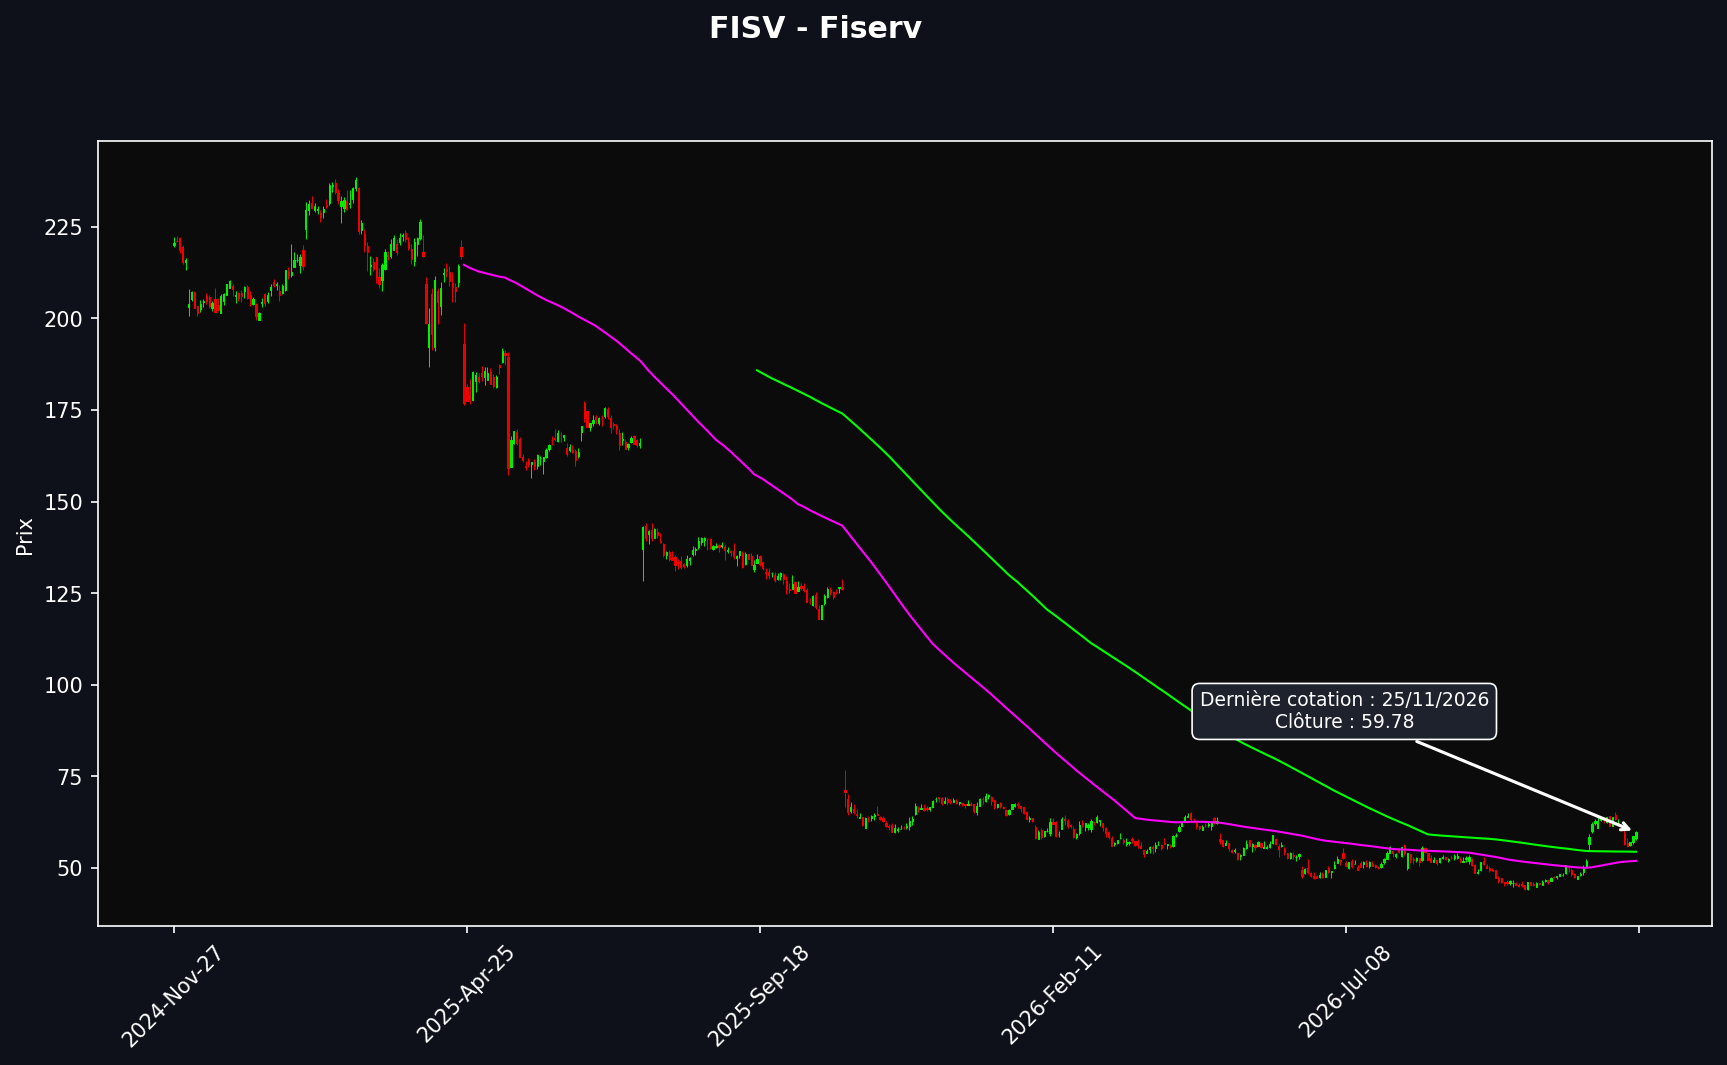 FISV - Fiserv
Prix
225
200
175
150
125
100
75
50
Dernière cotation : 25/11/2026
Clôture : 59.78
2024-Nov-27
2025-Apr-25
2025-Sep-18
2026-Feb-11
2026-Jul-08